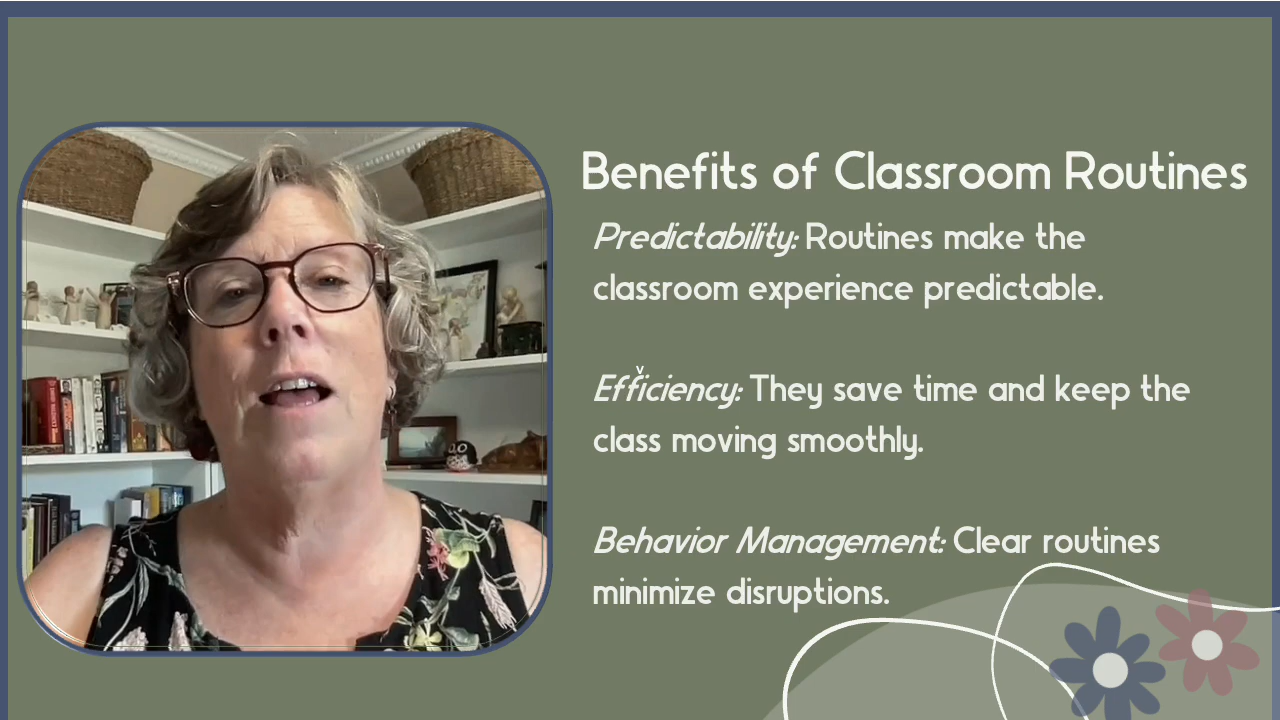 Benefits of Classroom Routines
Predictability: Routines make the
classroom experience predictable.
Efficiency: They save time and keep the
class moving smoothly.
Behavior Management: Clear routines
minimize disruptions.